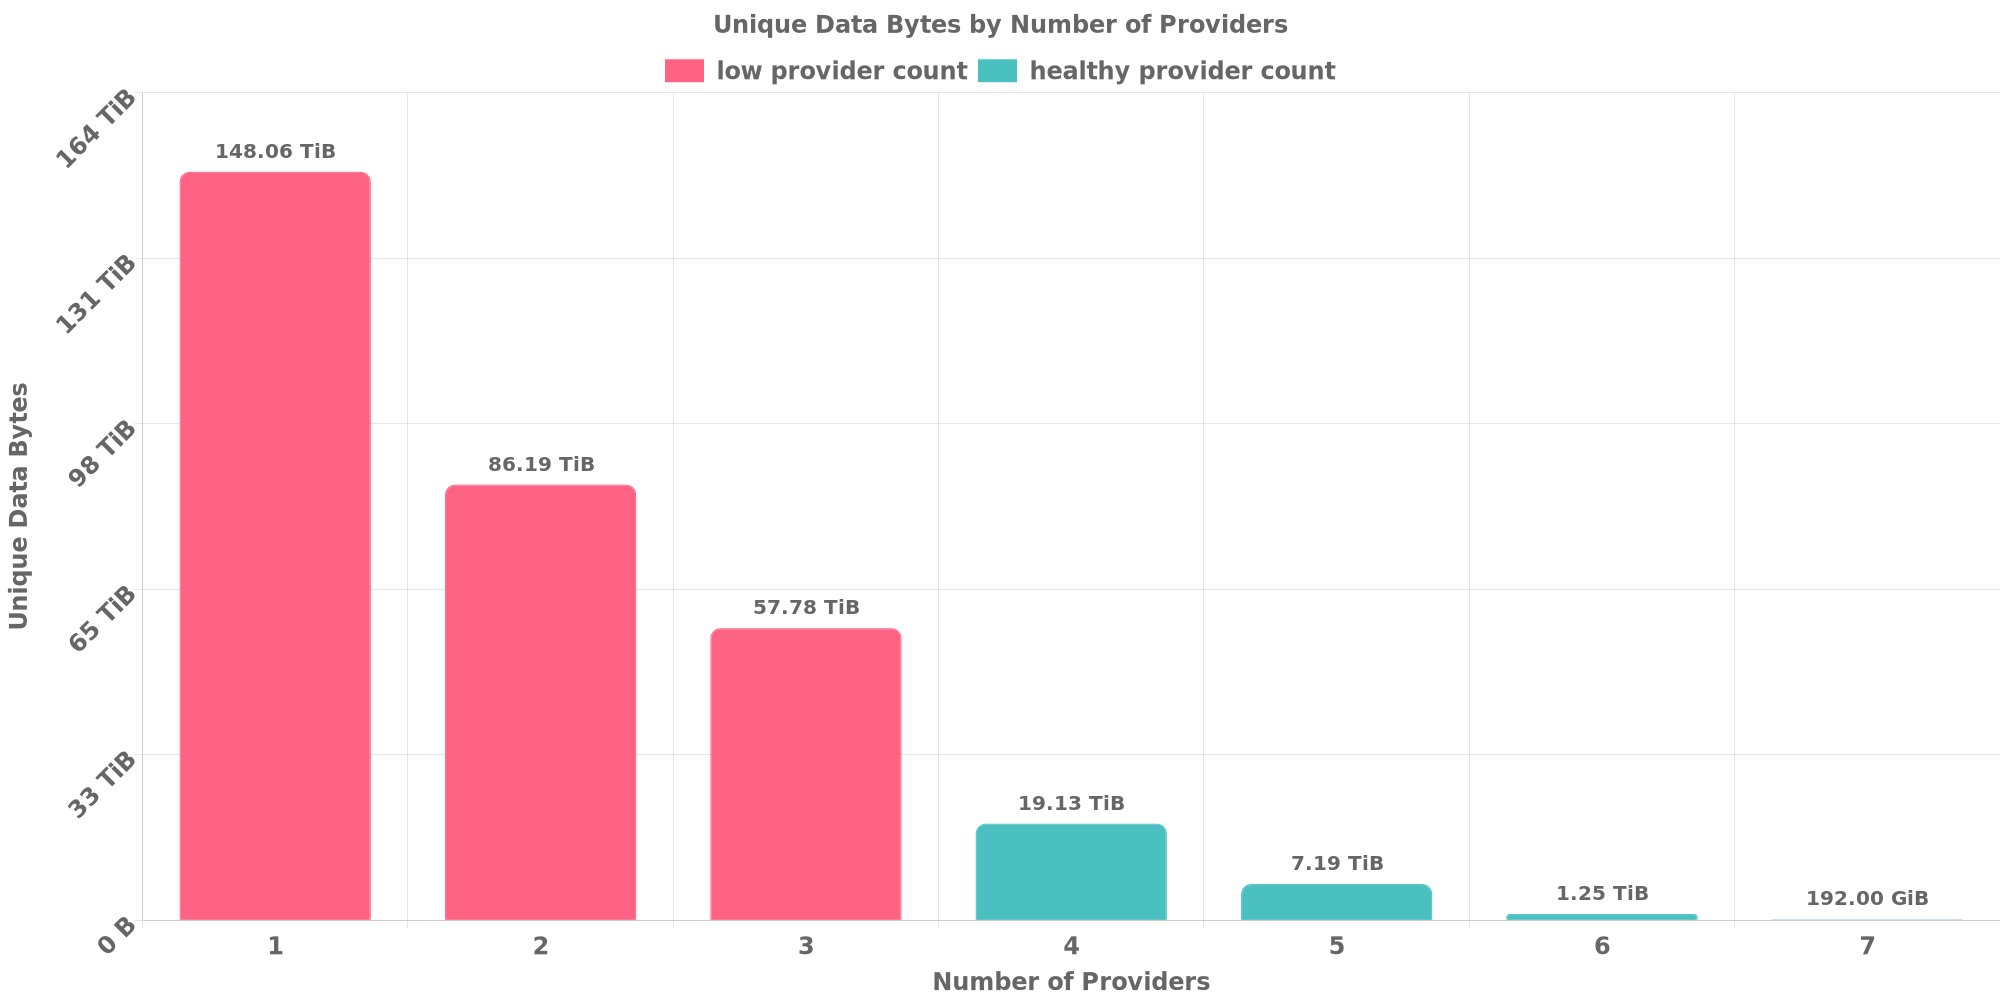 Unique Data Bytes by Number of Providers
low provider count healthy provider count
164 TiB
131 TiB
98 TiB
65 TiB
33 TiB
0 B
Unique Data Bytes
148.06 TiB
86.19 TiB
57.78 TiB
19.13 TiB
7.19 TiB
1.25 TiB
192.00 GiB
1 2 3 4 5 6 7
Number of Providers